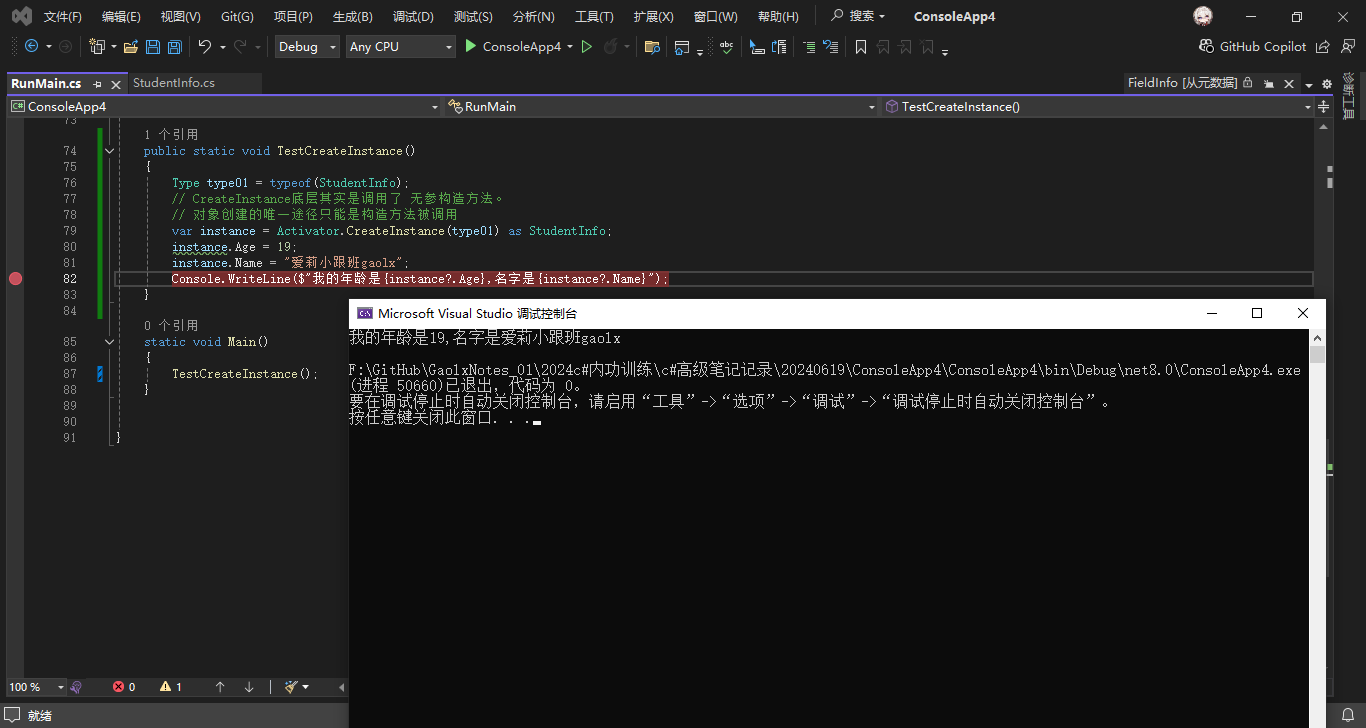 文件(F) 编辑(E) 视图(V) Git(G) 项目(P) 生成(B) 调试(D) 测试(S) 分析(N) 工具(T) 扩展(X) 窗口(W) 帮助(H) 搜索 ConsoleApp4
Debug Any CPU ConsoleApp4 abc GitHub Copilot
RunMain.cs StudentInfo.cs FieldInfo [从元数据]
诊断工具
C# ConsoleApp4 RunMain TestCreateInstance()
73
1 个引用
74 public static void TestCreateInstance()
75 {
76 Type type01 = typeof(StudentInfo);
77 // CreateInstance底层其实是调用了 无参构造方法。
78 // 对象创建的唯一途径只能是构造方法被调用
79 var instance = Activator.CreateInstance(type01) as StudentInfo;
80 instance.Age = 19;
81 instance.Name = "爱莉小跟班gaolx";
82 Console.WriteLine($"我的年龄是{instance?.Age},名字是{instance?.Name}");
83 }
84
0 个引用
85 static void Main()
86 {
87 TestCreateInstance();
88 }
89
90
91 }
C:\ Microsoft Visual Studio 调试控制台
我的年龄是19,名字是爱莉小跟班gaolx
F:\GitHub\GaolxNotes_01\2024c#内功训练\c#高级笔记记录\20240619\ConsoleApp4\ConsoleApp4\bin\Debug\net8.0\ConsoleApp4.exe
(进程 50660)已退出，代码为 0。
要在调试停止时自动关闭控制台，请启用“工具”->“选项”->“调试”->“调试停止时自动关闭控制台”。
按任意键关闭此窗口. . .
100 % 0 1
就绪